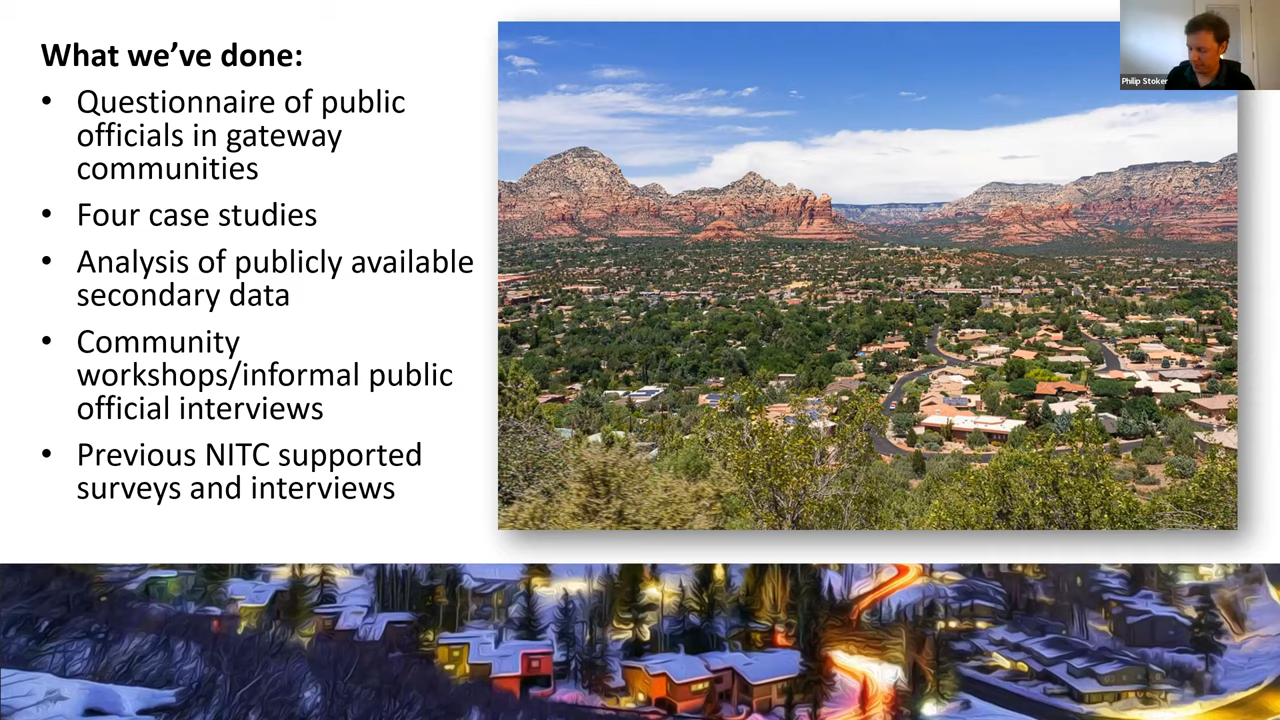 What we've done:
• Questionnaire of public
officials in gateway
communities
• Four case studies
• Analysis of publicly available
secondary data
• Community
workshops/informal public
official interviews
• Previous NITC supported
surveys and interviews
Philip Stoker